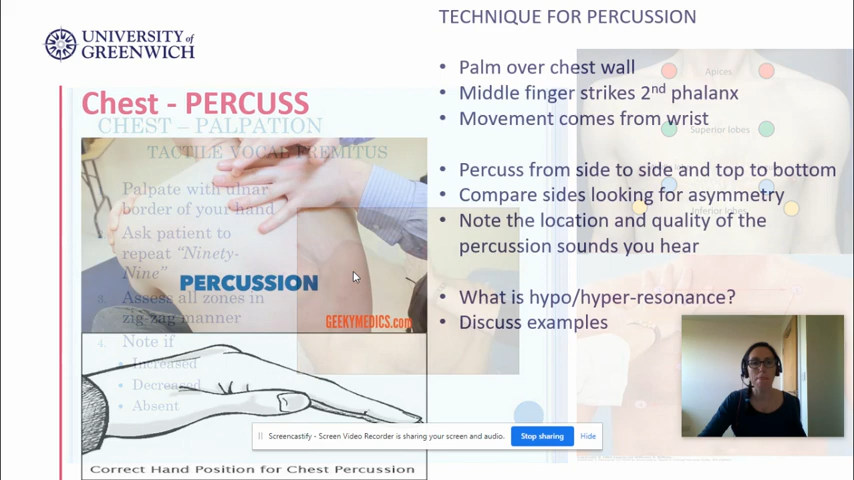 UNIVERSITY of
GREENWICH
TECHNIQUE FOR PERCUSSION
• Palm over chest wall
• Middle finger strikes 2nd phalanx
• Movement comes from wrist
• Percuss from side to side and top to bottom
• Compare sides looking for asymmetry
• Note the location and quality of the
percussion sounds you hear
• What is hypo/hyper-resonance?
• Discuss examples
Chest - PERCUSS
CHEST – PALPATION
TACTILE VOCAL FREMITUS
Palpate with ulnar
border of your hand
Ask patient to
repeat "Ninety-
Nine"
3. Assess all zones in
zig-zag manner
4. Note if
• Increased
• Decreased
• Absent
PERCUSSION
GEEKYMEDICS.com
Correct Hand Position for Chest Percussion
Apices
Superior lobes
Inferior lobes
Screencastify - Screen Video Recorder is sharing your screen and audio.
Stop sharing
Hide